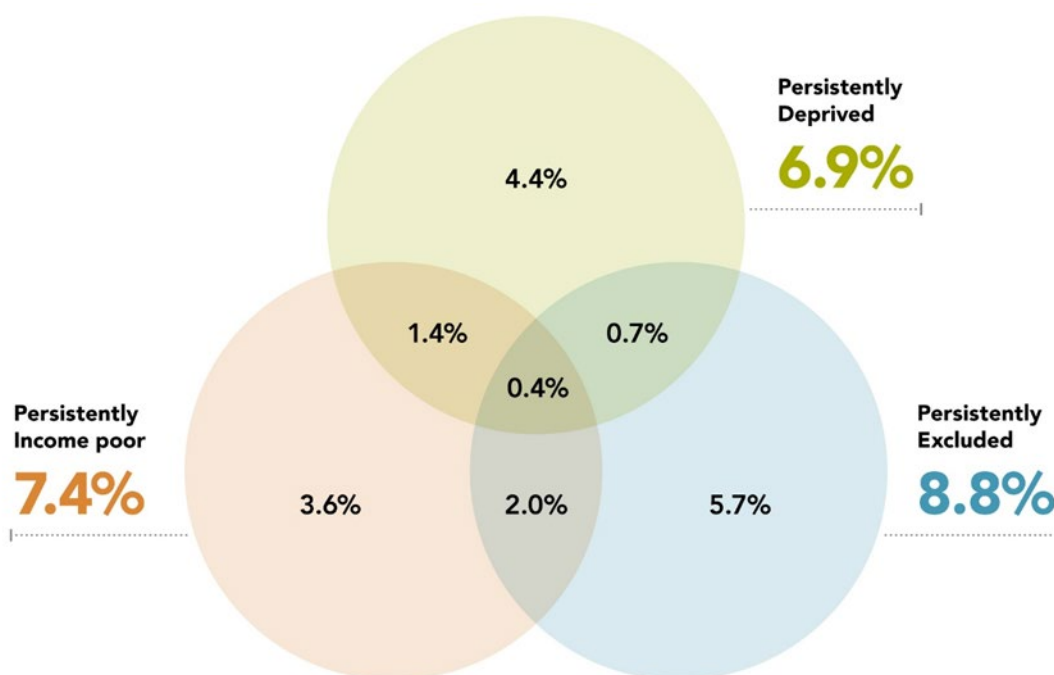 Persistently
Deprived
6.9%
4.4%
1.4%
0.7%
0.4%
Persistently
Income poor
7.4%
Persistently
Excluded
8.8%
3.6%
2.0%
5.7%